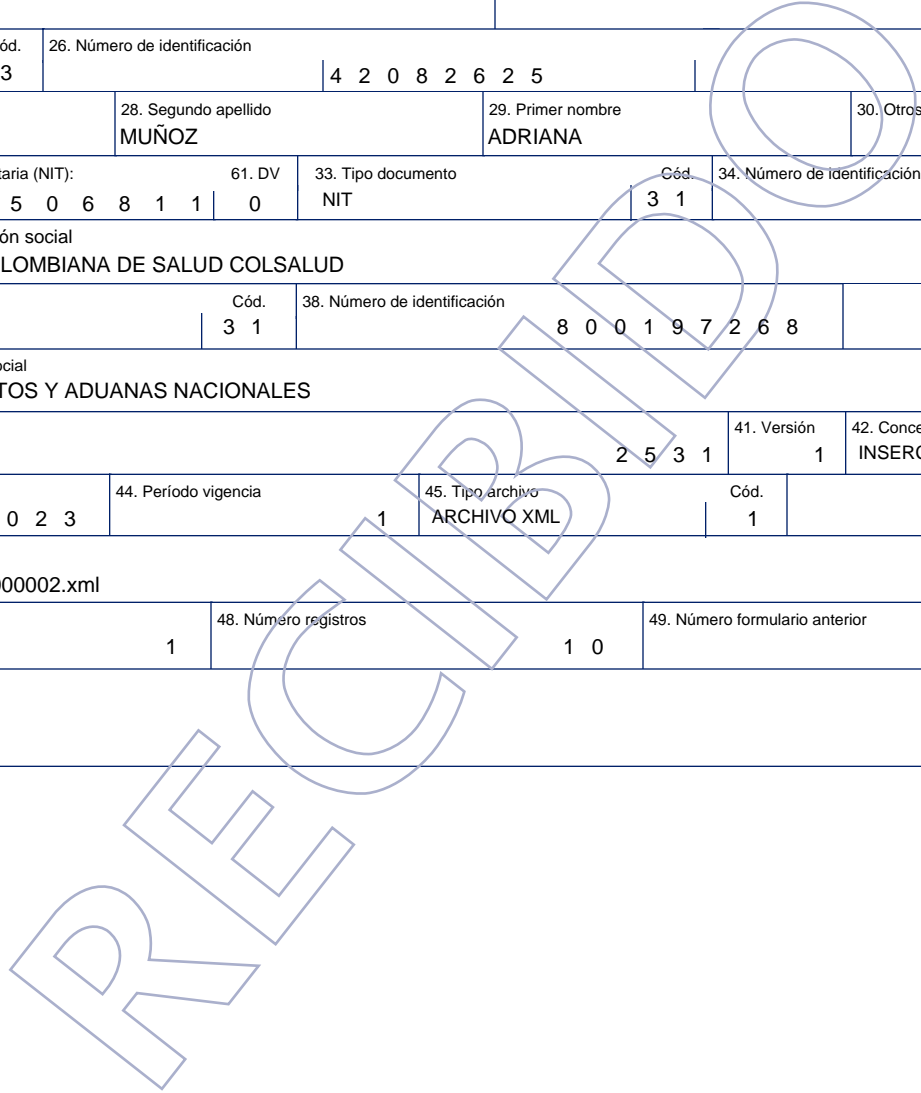 ód. 26. Número de identificación
3 4 2 0 8 2 6 2 5
28. Segundo apellido 29. Primer nombre 30. Otros
MUÑOZ ADRIANA
taria (NIT): 61. DV 33. Tipo documento Cód. 34. Número de identificación
5 0 6 8 1 1 0 NIT 3 1
ón social
LOMBIANA DE SALUD COLSALUD
Cód. 38. Número de identificación
3 1 8 0 0 1 9 7 2 6 8
ocial
TOS Y ADUANAS NACIONALES
41. Versión 42. Conce
2 5 3 1 1 INSERC
44. Período vigencia 45. Tipo archivo Cód.
0 2 3 1 ARCHIVO XML 1
000002.xml
48. Número registros 49. Número formulario anterior
1 1 0
RECIBIDO